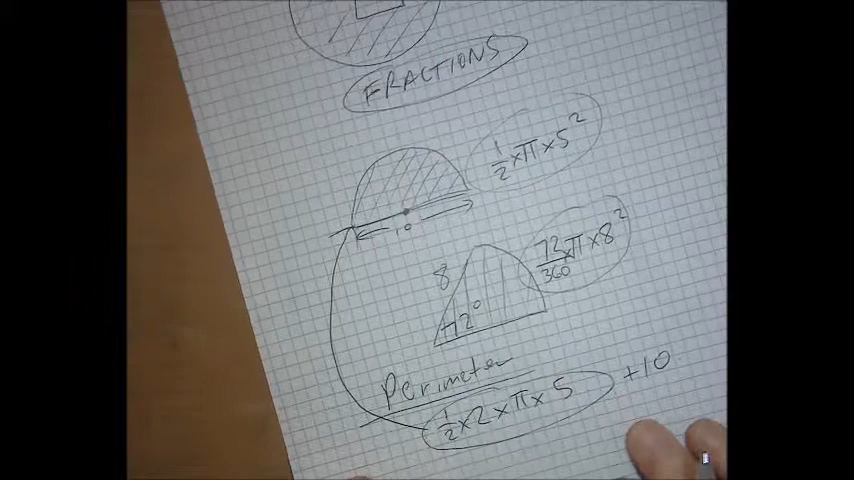 FRACTIONS
1/2 × π × 5²
10
8
72/360 × π × 8²
72°
Perimeter
1/2 × 2 × π × 5 + 10